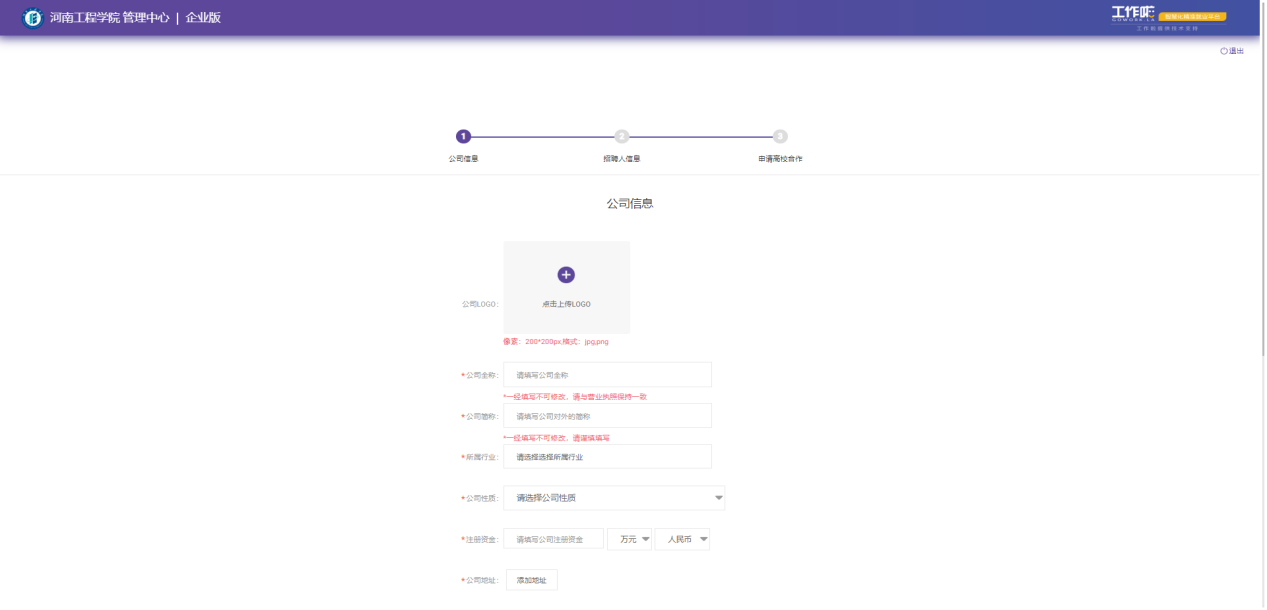 河南工程学院 管理中心 | 企业版
工作啦
退出
1
2
3
公司信息
招聘人信息
申请高校合作
公司信息
公司LOGO:
点击上传LOGO
像素：200*200px,格式：jpg,png
*公司全称:
请填写公司全称
*一经填写不可修改，请与营业执照保持一致
*公司简称:
请填写公司对外的简称
*一经填写不可修改，请谨慎填写
*所属行业:
请选择选择所属行业
*公司性质:
请选择公司性质
*注册资金:
请填写公司注册资金
万元
人民币
*公司地址:
添加地址